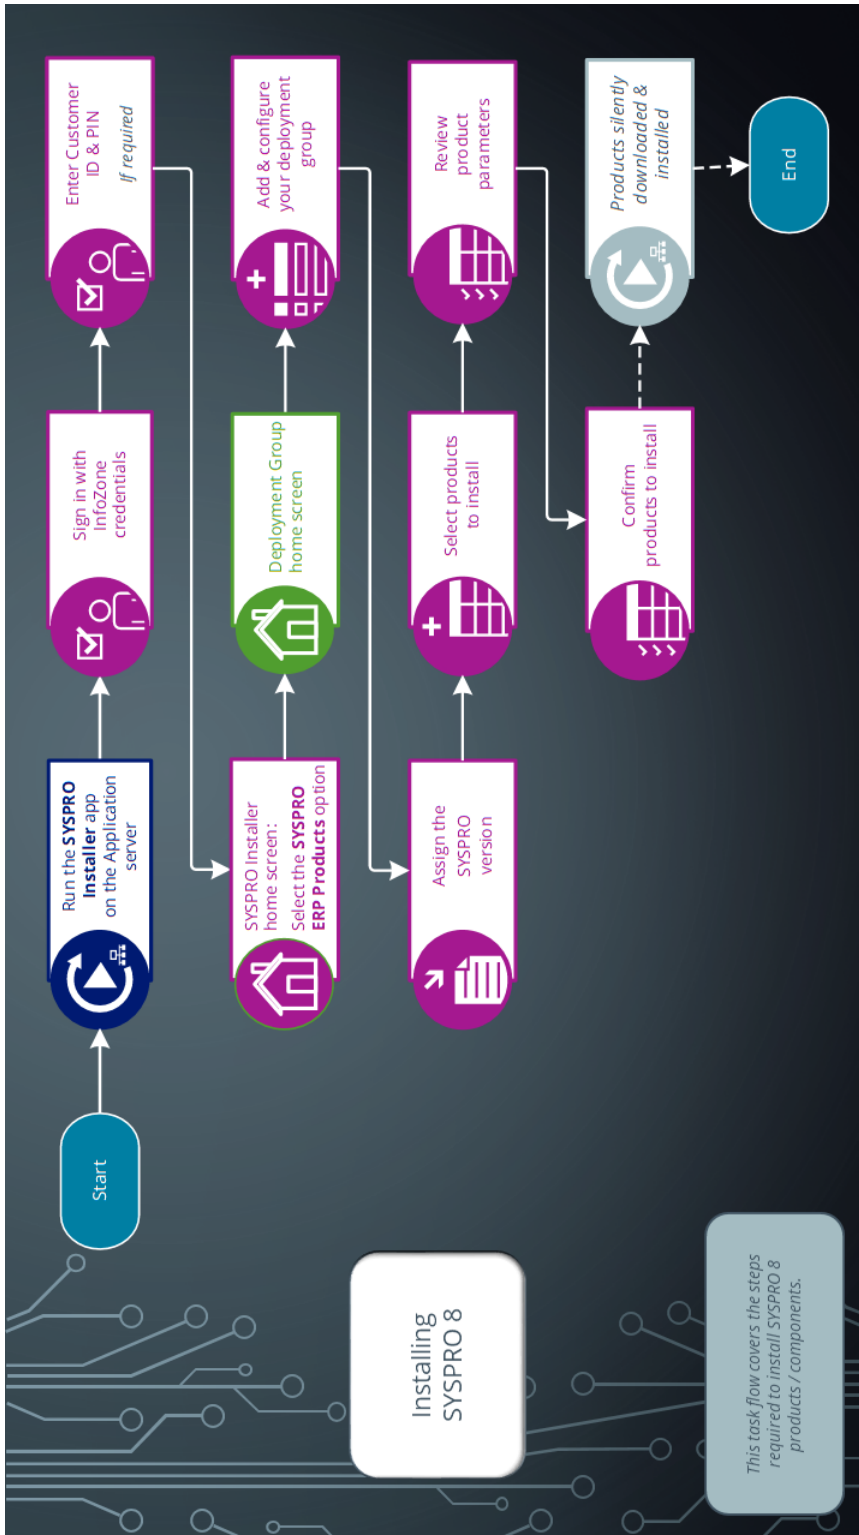 Installing
SYSPRO 8
This task flow covers the steps
required to install SYSPRO 8
products / components.
Start
Run the SYSPRO
Installer app
on the Application
server
Sign in with
InfoZone
credentials
Enter Customer
ID & PIN
If required
SYSPRO Installer
home screen:
Select the SYSPRO
ERP Products option
Deployment Group
home screen
Add & configure
your deployment
group
Assign the
SYSPRO
version
Select products
to install
Review
product
parameters
Confirm
products to install
Products silently
downloaded &
installed
End